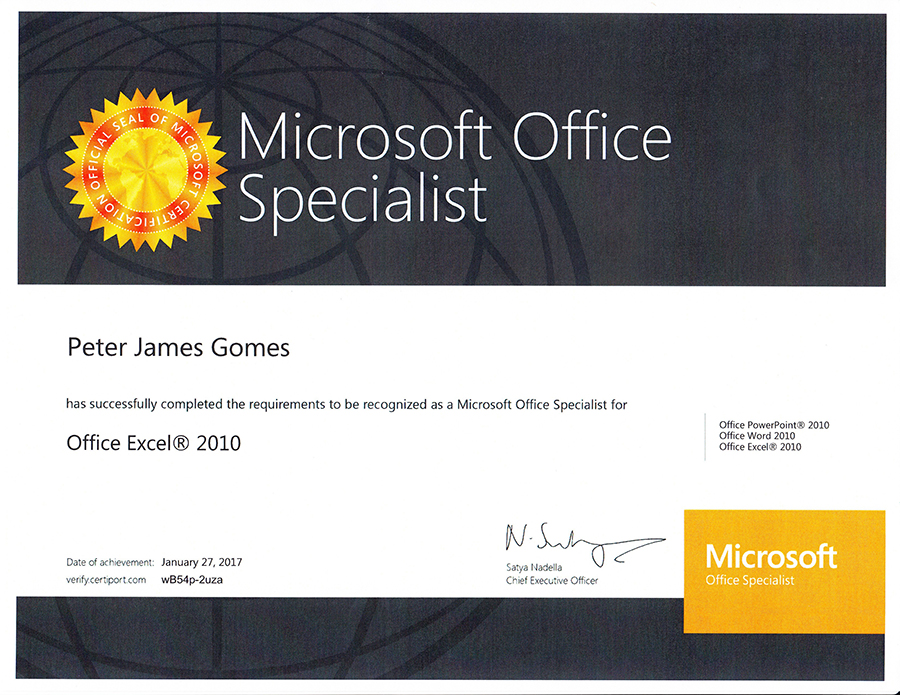 OFFICIAL SEAL OF MICROSOFT CERTIFICATION
Microsoft Office
Specialist
Peter James Gomes
has successfully completed the requirements to be recognized as a Microsoft Office Specialist for
Office Excel® 2010
Office PowerPoint® 2010
Office Word 2010
Office Excel® 2010
Date of achievement: January 27, 2017
verify.certiport.com wB54p-2uza
Satya Nadella
Chief Executive Officer
Microsoft
Office Specialist